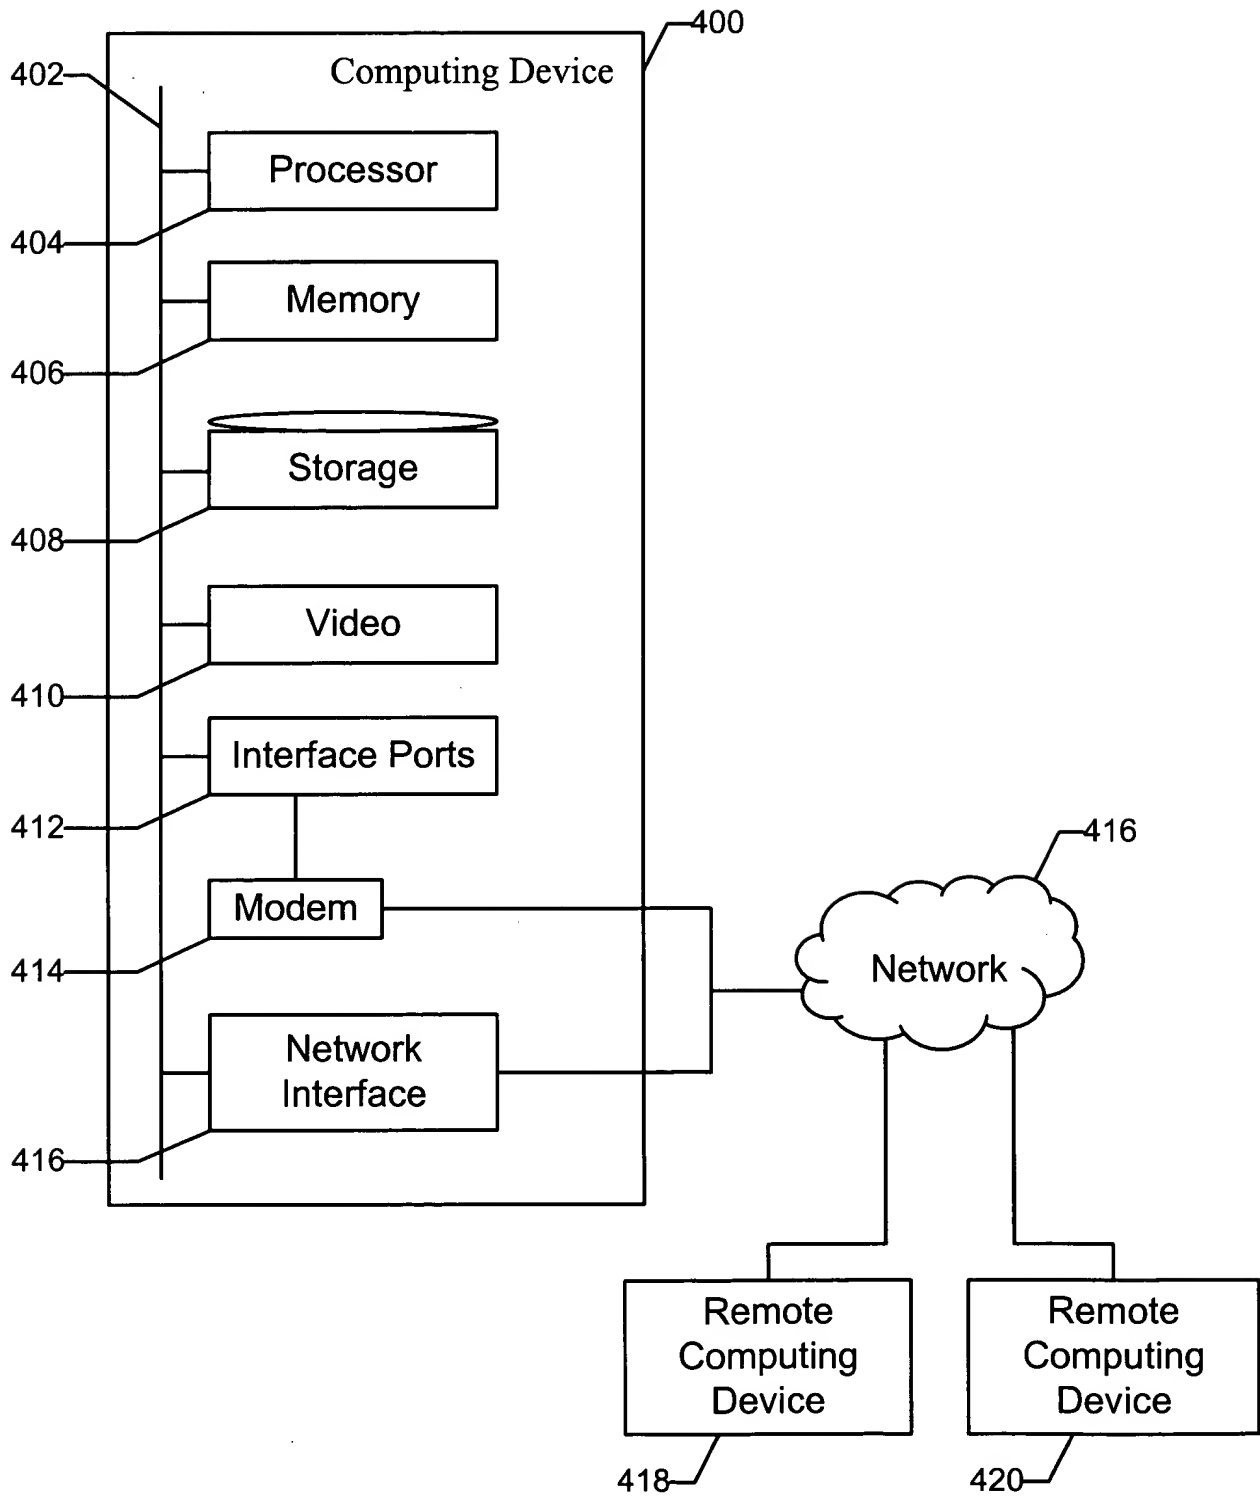 400
Computing Device
402
Processor
404
Memory
406
Storage
408
Video
410
Interface Ports
412
416
Modem
Network
414
Network
Interface
416
Remote
Computing
Device
Remote
Computing
Device
418
420